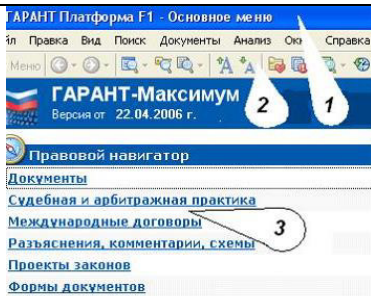 ГАРАНТ Платформа F1 - Основное меню
йл Правка Вид Поиск Документы Анализ Окн Справка
Меню
ГАРАНТ-Максимум
Версия от 22.04.2006 г.
2
1
Правовой навигатор
Документы
Судебная и арбитражная практика
Международные договоры
3
Разъяснения, комментарии, схемы
Проекты законов
Формы документов